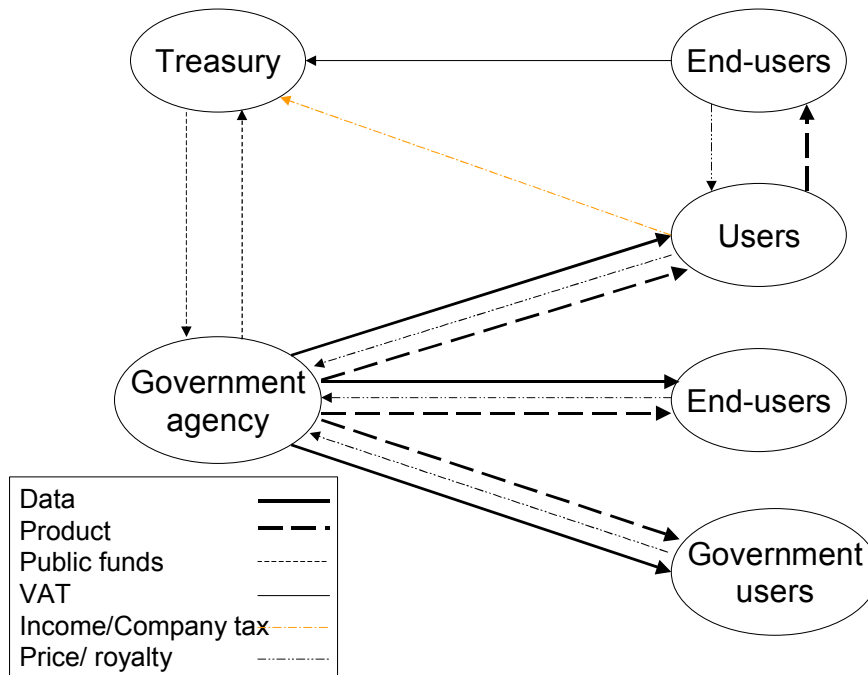 Treasury
End-users
Users
Government
agency
End-users
Government
users
Data
Product
Public funds
VAT
Income/Company tax
Price/ royalty